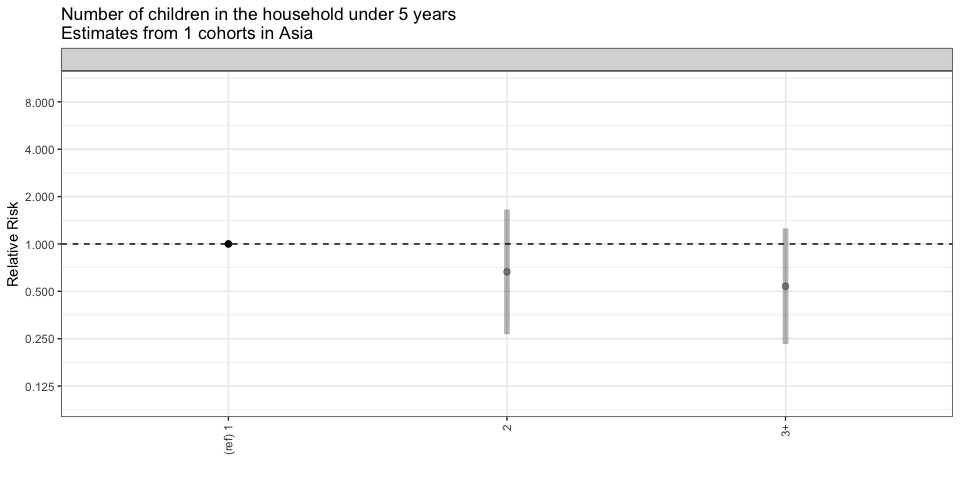 Number of children in the household under 5 years
Estimates from 1 cohorts in Asia
Relative Risk
8.000
4.000
2.000
1.000
0.500
0.250
0.125
(ref) 1
2
3+